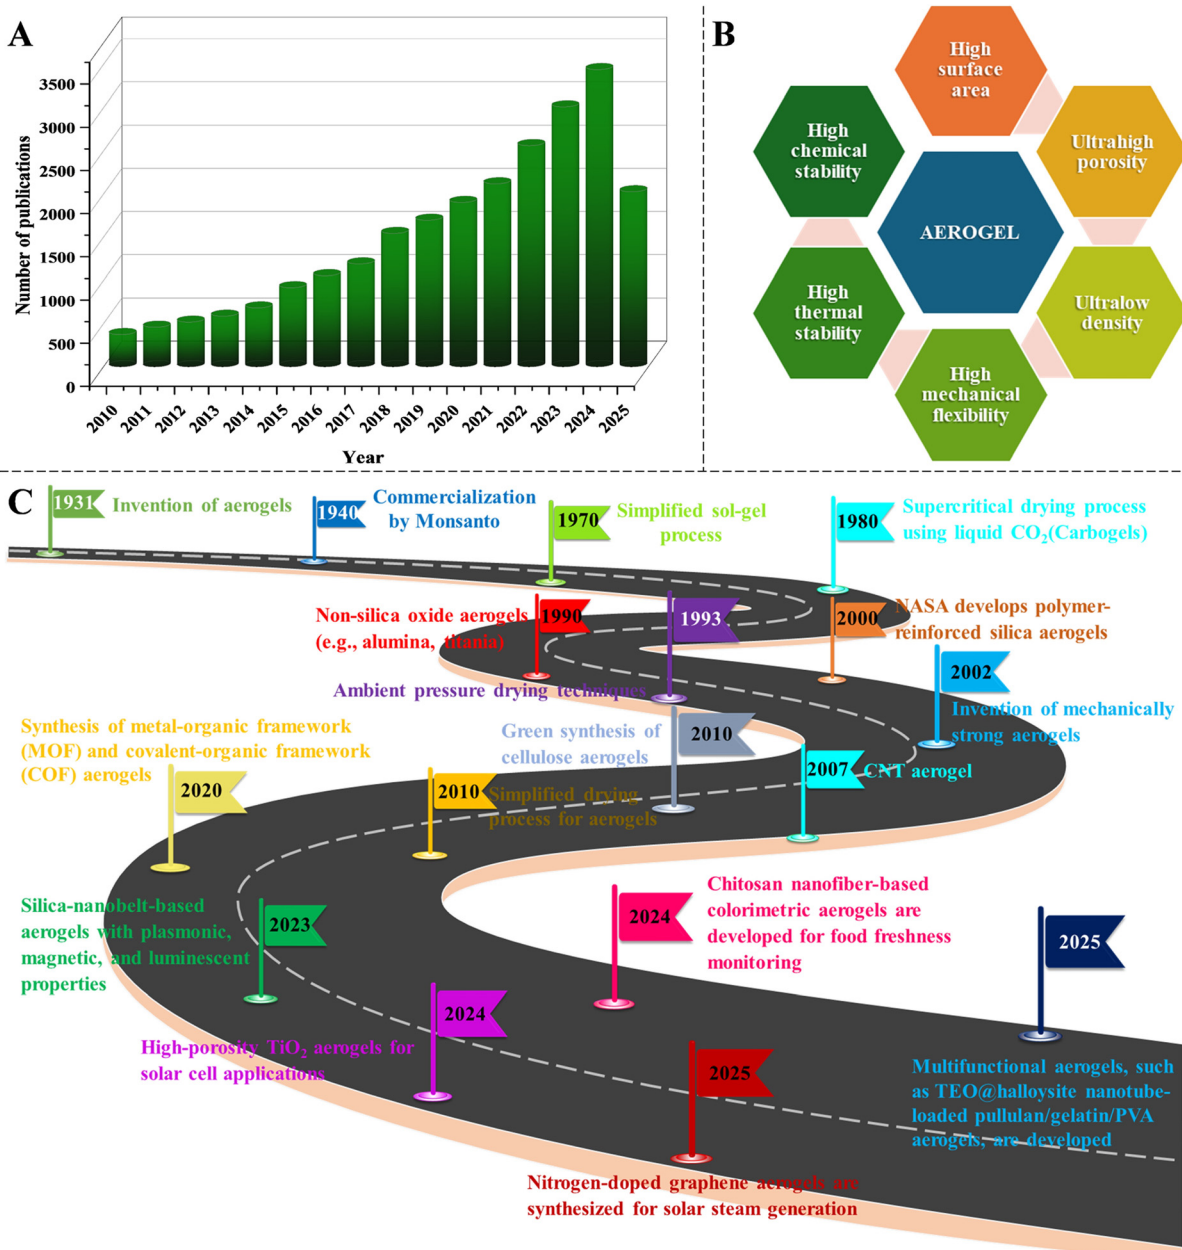 A
Number of publications
3500
3000
2500
2000
1500
1000
500
0
2010
2011
2012
2013
2014
2015
2016
2017
2018
2019
2020
2021
2022
2023
2024
2025
Year
B
High
surface
area
High
chemical
stability
Ultrahigh
porosity
AEROGEL
High
thermal
stability
Ultralow
density
High
mechanical
flexibility
C
1931
Invention of aerogels
1940
Commercialization
by Monsanto
1970
Simplified sol-gel
process
1980
Supercritical drying process
using liquid CO₂(Carbogels)
Non-silica oxide aerogels
(e.g., alumina, titania)
1990
1993
Ambient pressure drying techniques
2000
NASA develops polymer-
reinforced silica aerogels
2002
Invention of mechanically
strong aerogels
2007
CNT aerogel
Green synthesis of
cellulose aerogels
2010
2010
Simplified drying
process for aerogels
Synthesis of metal-organic framework
(MOF) and covalent-organic framework
(COF) aerogels
2020
Silica-nanobelt-based
aerogels with plasmonic,
magnetic, and luminescent
properties
2023
2024
High-porosity TiO₂ aerogels for
solar cell applications
2024
Chitosan nanofiber-based
colorimetric aerogels are
developed for food freshness
monitoring
2025
Nitrogen-doped graphene aerogels are
synthesized for solar steam generation
2025
Multifunctional aerogels, such
as TEO@halloysite nanotube-
loaded pullulan/gelatin/PVA
aerogels, are developed